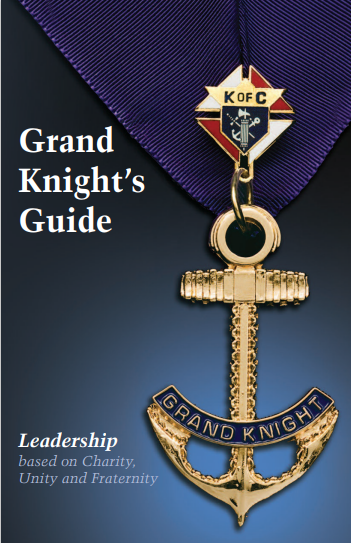 K OF C
Grand
Knight's
Guide
GRAND KNIGHT
Leadership
based on Charity,
Unity and Fraternity